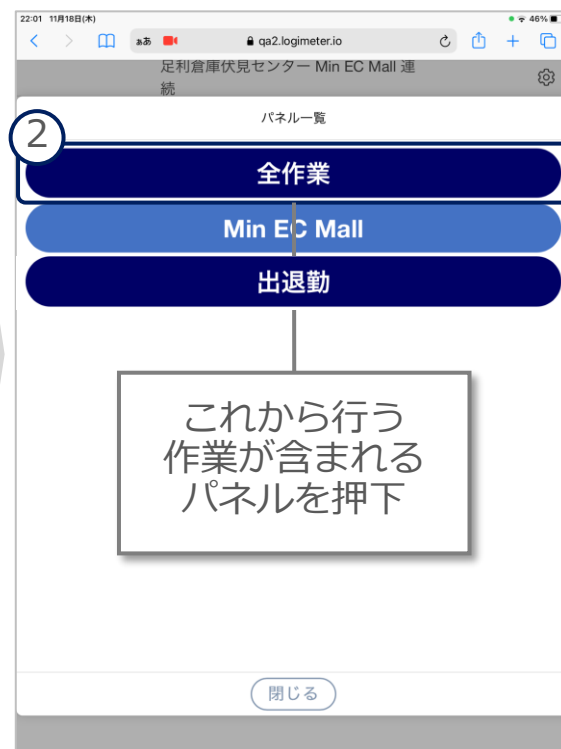 22:01 11月18日(木)
46%
ぁあ
qa2.logimeter.io
足利倉庫伏見センター Min EC Mall 連
続
パネル一覧
2
全作業
Min EC Mall
出退勤
これから行う
作業が含まれる
パネルを押下
閉じる